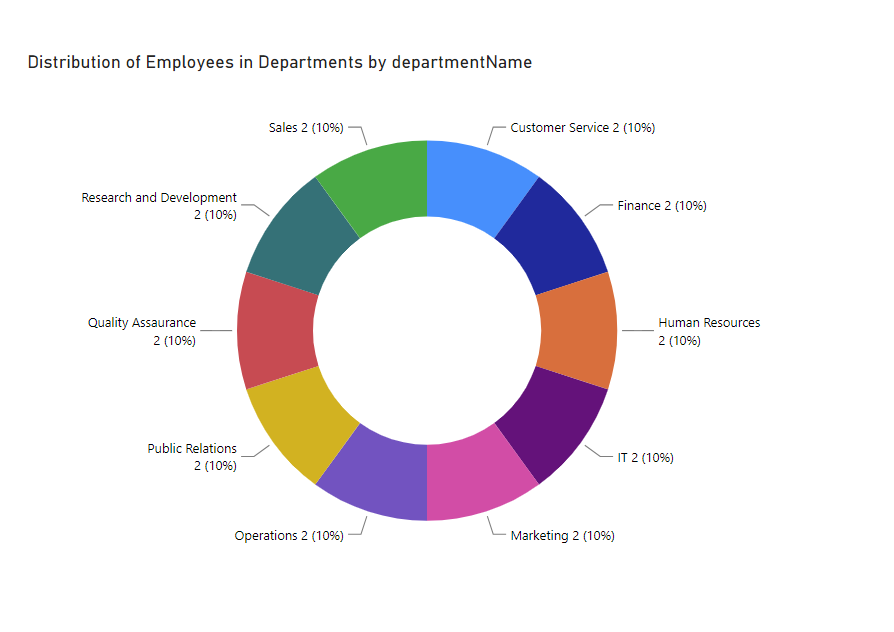 Distribution of Employees in Departments by departmentName
Sales 2 (10%)
Customer Service 2 (10%)
Research and Development
2 (10%)
Finance 2 (10%)
Quality Assaurance
2 (10%)
Human Resources
2 (10%)
Public Relations
2 (10%)
IT 2 (10%)
Operations 2 (10%)
Marketing 2 (10%)